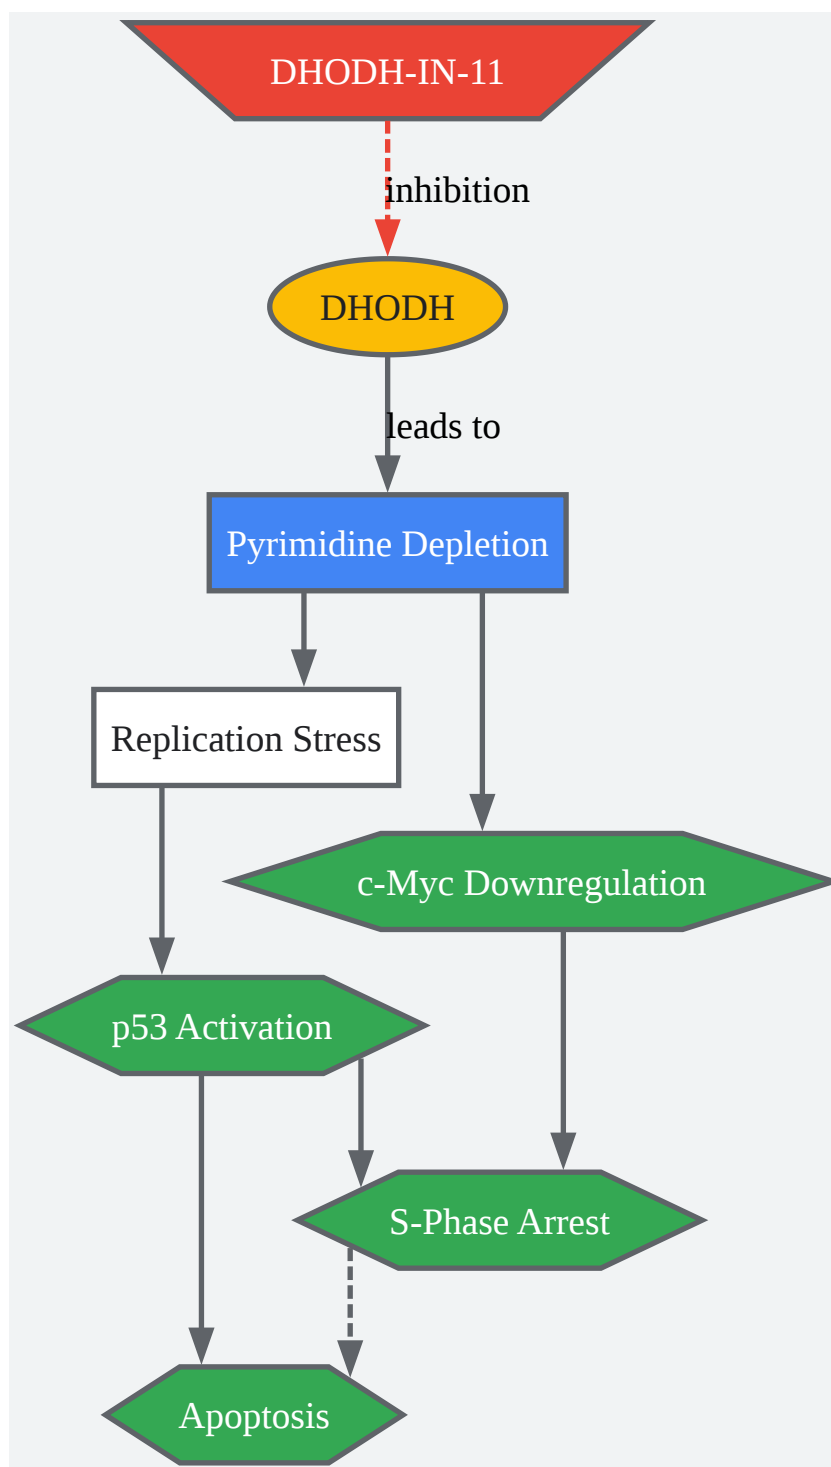 DHODH-IN-11
inhibition
DHODH
leads to
Pyrimidine Depletion
Replication Stress
c-Myc Downregulation
p53 Activation
S-Phase Arrest
Apoptosis